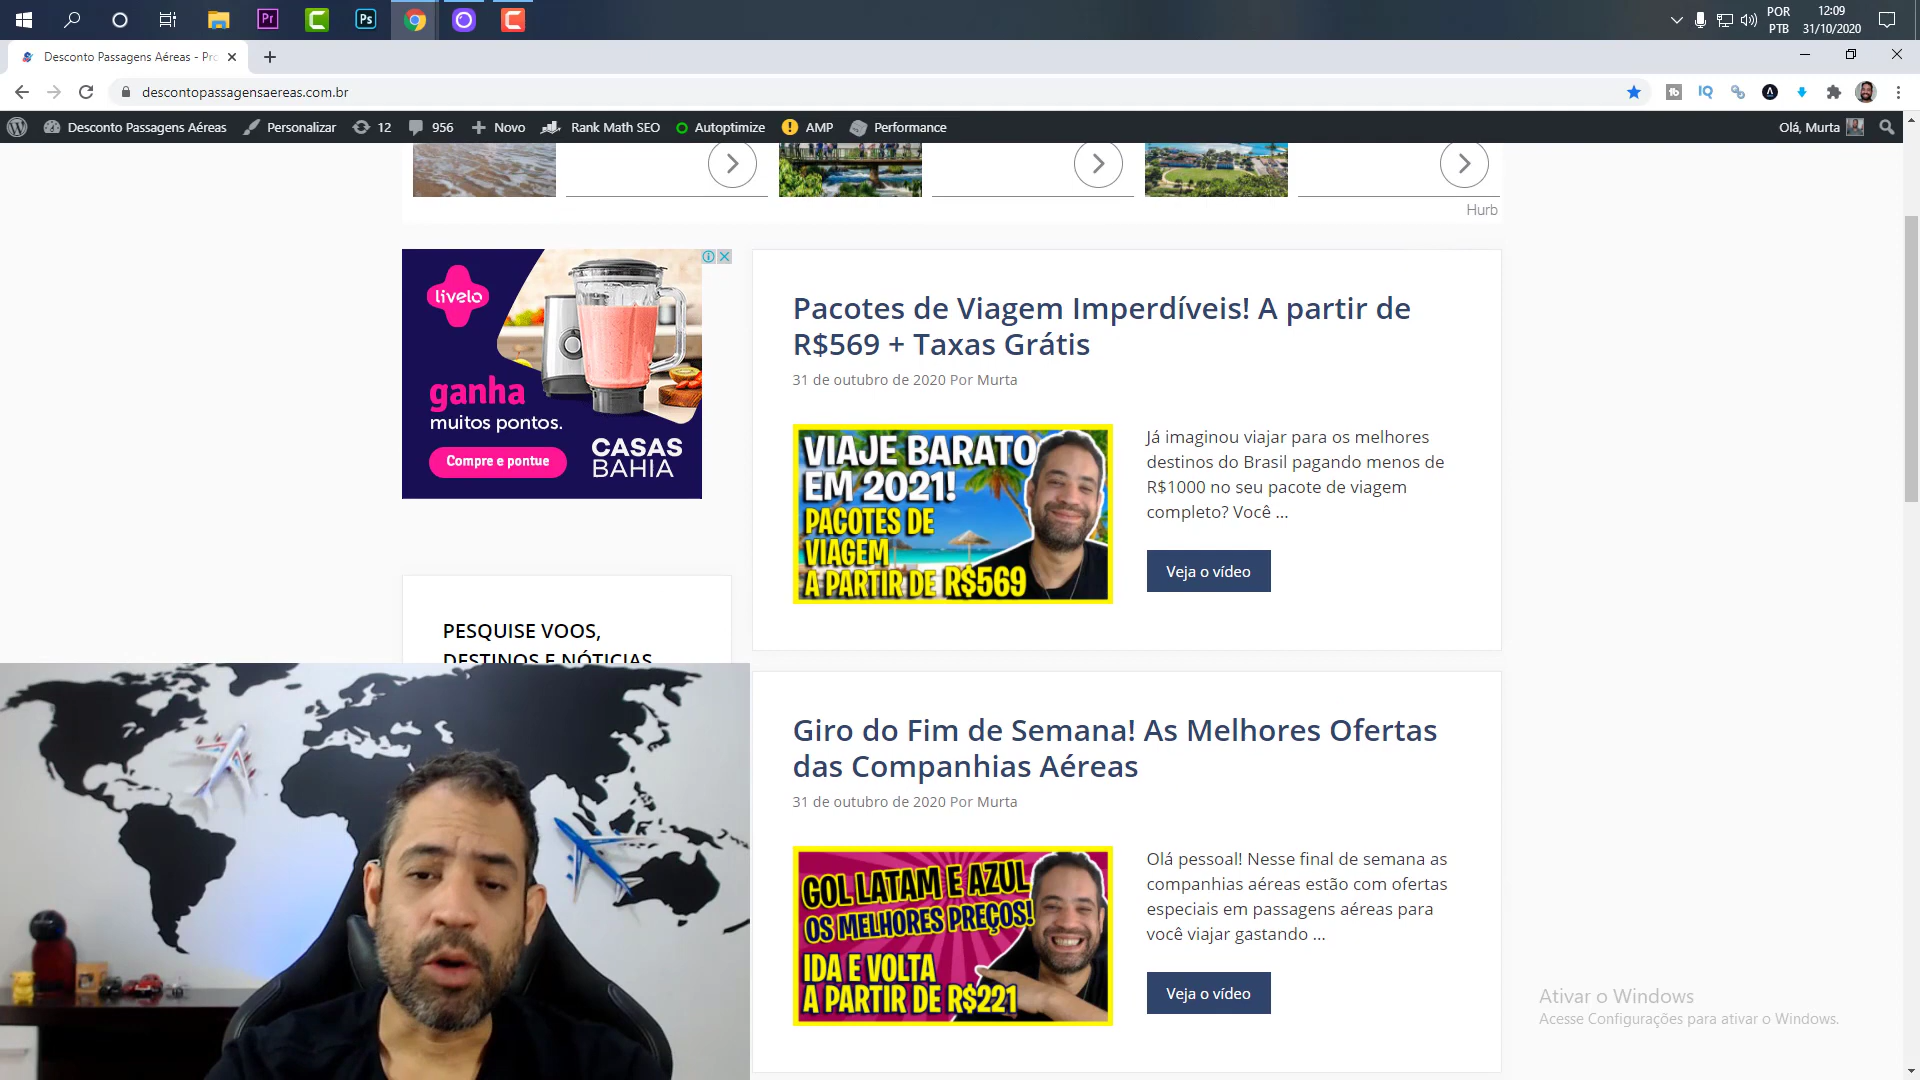 POR
PTB
12:09
31/10/2020
Desconto Passagens Aéreas - Pro
descontopassagensaereas.com.br
Desconto Passagens Aéreas
Personalizar
12
956
Novo
Rank Math SEO
Autoptimize
AMP
Performance
Olá, Murta
Hurb
livelo
ganha
muitos pontos.
Compre e pontue
CASAS
BAHIA
Pacotes de Viagem Imperdíveis! A partir de
R$569 + Taxas Grátis
31 de outubro de 2020 Por Murta
VIAJE BARATO
EM 2021!
PACOTES DE
VIAGEM
A PARTIR DE R$569
Já imaginou viajar para os melhores
destinos do Brasil pagando menos de
R$1000 no seu pacote de viagem
completo? Você ...
Veja o vídeo
PESQUISE VOOS,
DESTINOS E NÓTICIAS
Giro do Fim de Semana! As Melhores Ofertas
das Companhias Aéreas
31 de outubro de 2020 Por Murta
GOL LATAM E AZUL
OS MELHORES PREÇOS!
IDA E VOLTA
A PARTIR DE R$221
Olá pessoal! Nesse final de semana as
companhias aéreas estão com ofertas
especiais em passagens aéreas para
você viajar gastando ...
Veja o vídeo
Ativar o Windows
Acesse Configurações para ativar o Windows.